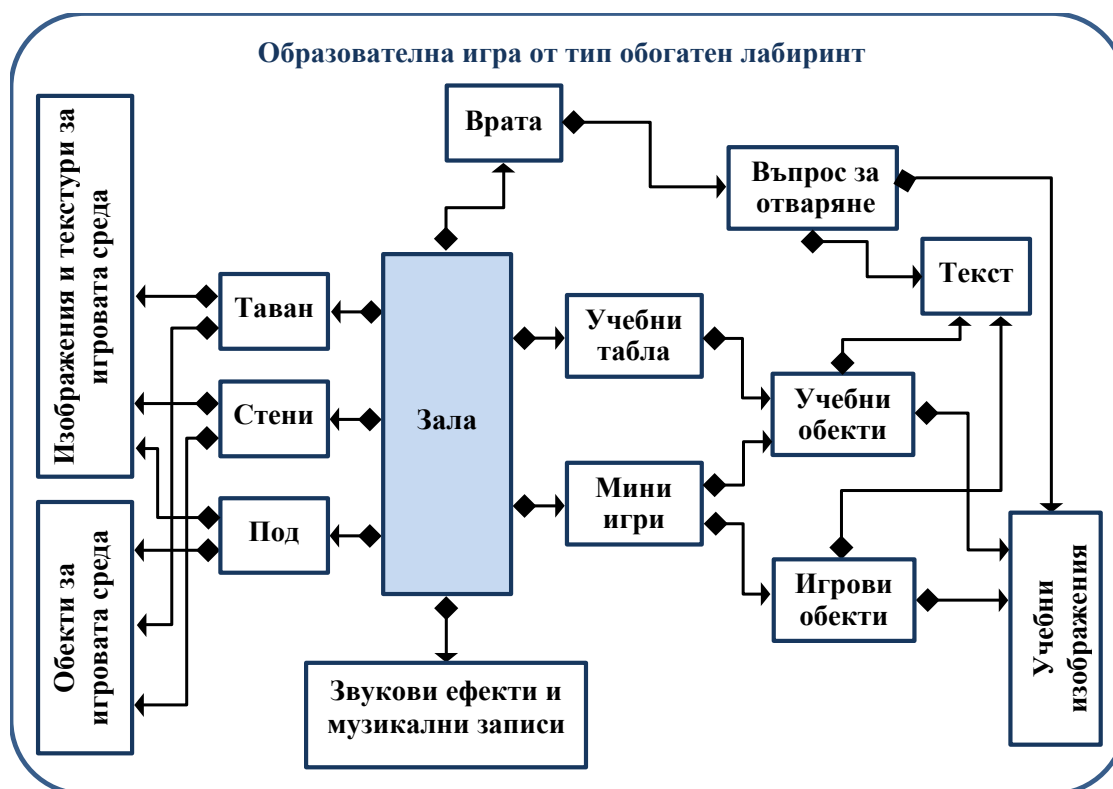 Образователна игра от тип обогатен лабиринт
Изображения и текстури за
игровата среда
Врата
Въпрос за
отваряне
Текст
Таван
Учебни
табла
Стени
Зала
Учебни
обекти
Мини
игри
Под
Обекти за
игровата среда
Игрови
обекти
Учебни
изображения
Звукови ефекти и
музикални записи